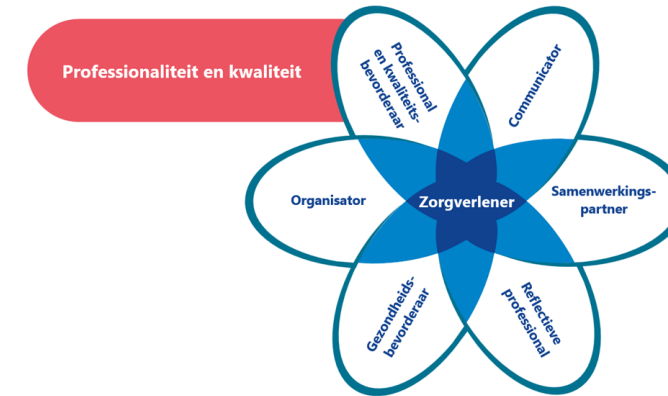 Professionaliteit en kwaliteit
Professional
en kwaliteits-
bevorderaar
Communicator
Organisator
Zorgverlener
Samenwerkings-
partner
Gezondheids-
bevorderaar
Reflectieve
professional